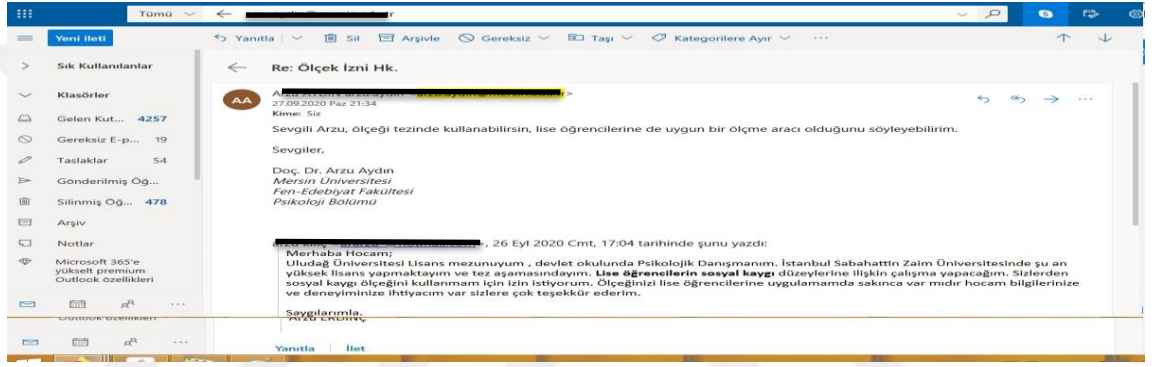 Tümü
Yeni ileti
Yanıtla
Sil
Arşivle
Gereksiz
Taşı
Kategorilere Ayır
Sık Kullanılanlar
Klasörler
Gelen Kut... 4257
Gereksiz E-p... 19
Taslaklar 54
Gönderilmiş Öğ...
Silinmiş Öğ... 478
Arşiv
Notlar
Microsoft 365'e
yükselt premium
Outlook özellikleri
Re: Ölçek İzni Hk.
AA
27.09.2020 Paz 21:34
Kime: Siz
Sevgili Arzu, ölçeği tezinde kullanabilirsin, lise öğrencilerine de uygun bir ölçme aracı olduğunu söyleyebilirim.
Sevgiler,
Doç. Dr. Arzu Aydın
Mersin Üniversitesi
Fen-Edebiyat Fakültesi
Psikoloji Bölümü
, 26 Eyl 2020 Cmt, 17:04 tarihinde şunu yazdı:
Merhaba Hocam;
Uludağ Üniversitesi Lisans mezunuyum , devlet okulunda Psikolojik Danışmanım. İstanbul Sabahattin Zaim Üniversitesinde şu an
yüksek lisans yapmaktayım ve tez aşamasındayım. Lise öğrencilerin sosyal kaygı düzeylerine ilişkin çalışma yapacağım. Sizlerden
sosyal kaygı ölçeğini kullanmam için izin istiyorum. Ölçeğinizi lise öğrencilerine uygulamamda sakınca var mıdır hocam bilgilerinize
ve deneyiminize ihtiyacım var sizlere çok teşekkür ederim.
Saygılarımla,
Arzu ERDİNÇ
Outlook özellikleri
Yanıtla
İlet